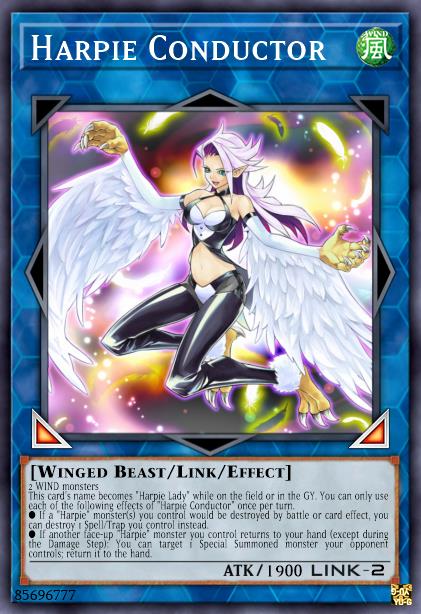 Harpie Conductor
WIND
風
[Winged Beast/Link/Effect]
2 WIND monsters
This card's name becomes "Harpie Lady" while on the field or in the GY. You can only use
each of the following effects of "Harpie Conductor" once per turn.
● If a "Harpie" monster(s) you control would be destroyed by battle or card effect, you
can destroy 1 Spell/Trap you control instead.
● If another face-up "Harpie" monster you control returns to your hand (except during
the Damage Step): You can target 1 Special Summoned monster your opponent
controls; return it to the hand.
ATK/1900 LINK-2
85696777